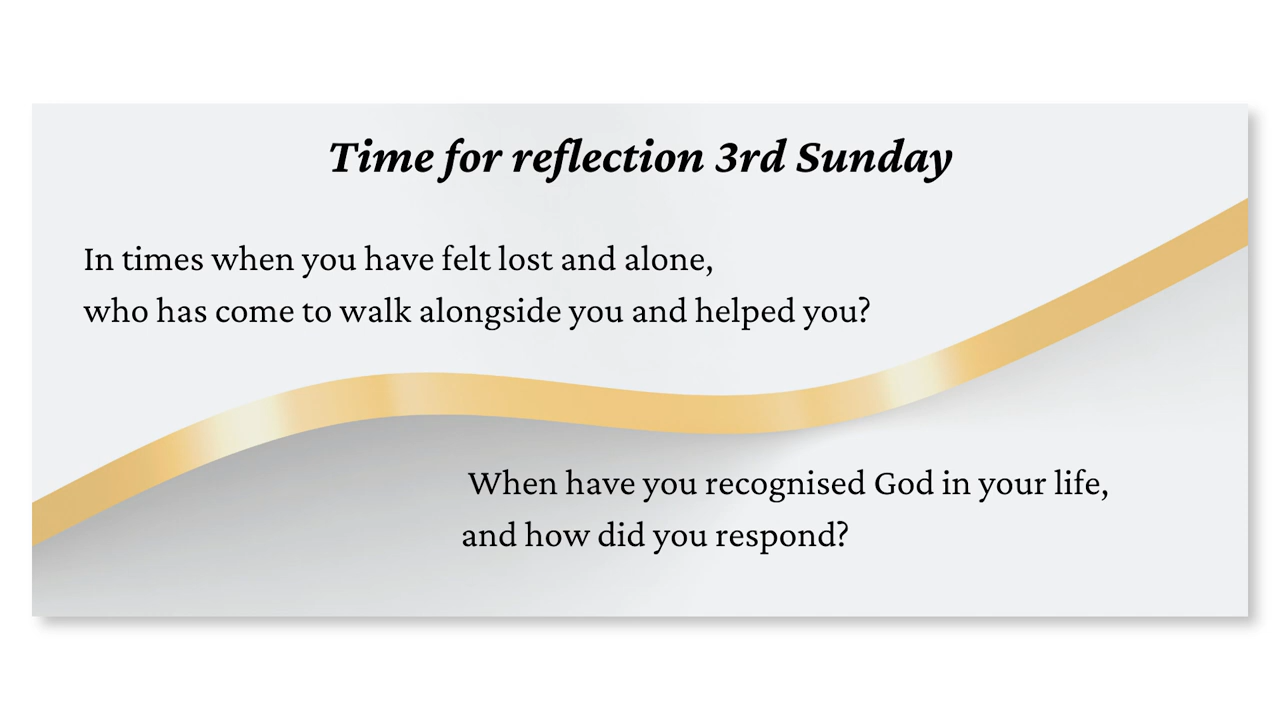 Time for reflection 3rd Sunday
In times when you have felt lost and alone,
who has come to walk alongside you and helped you?
When have you recognised God in your life,
and how did you respond?